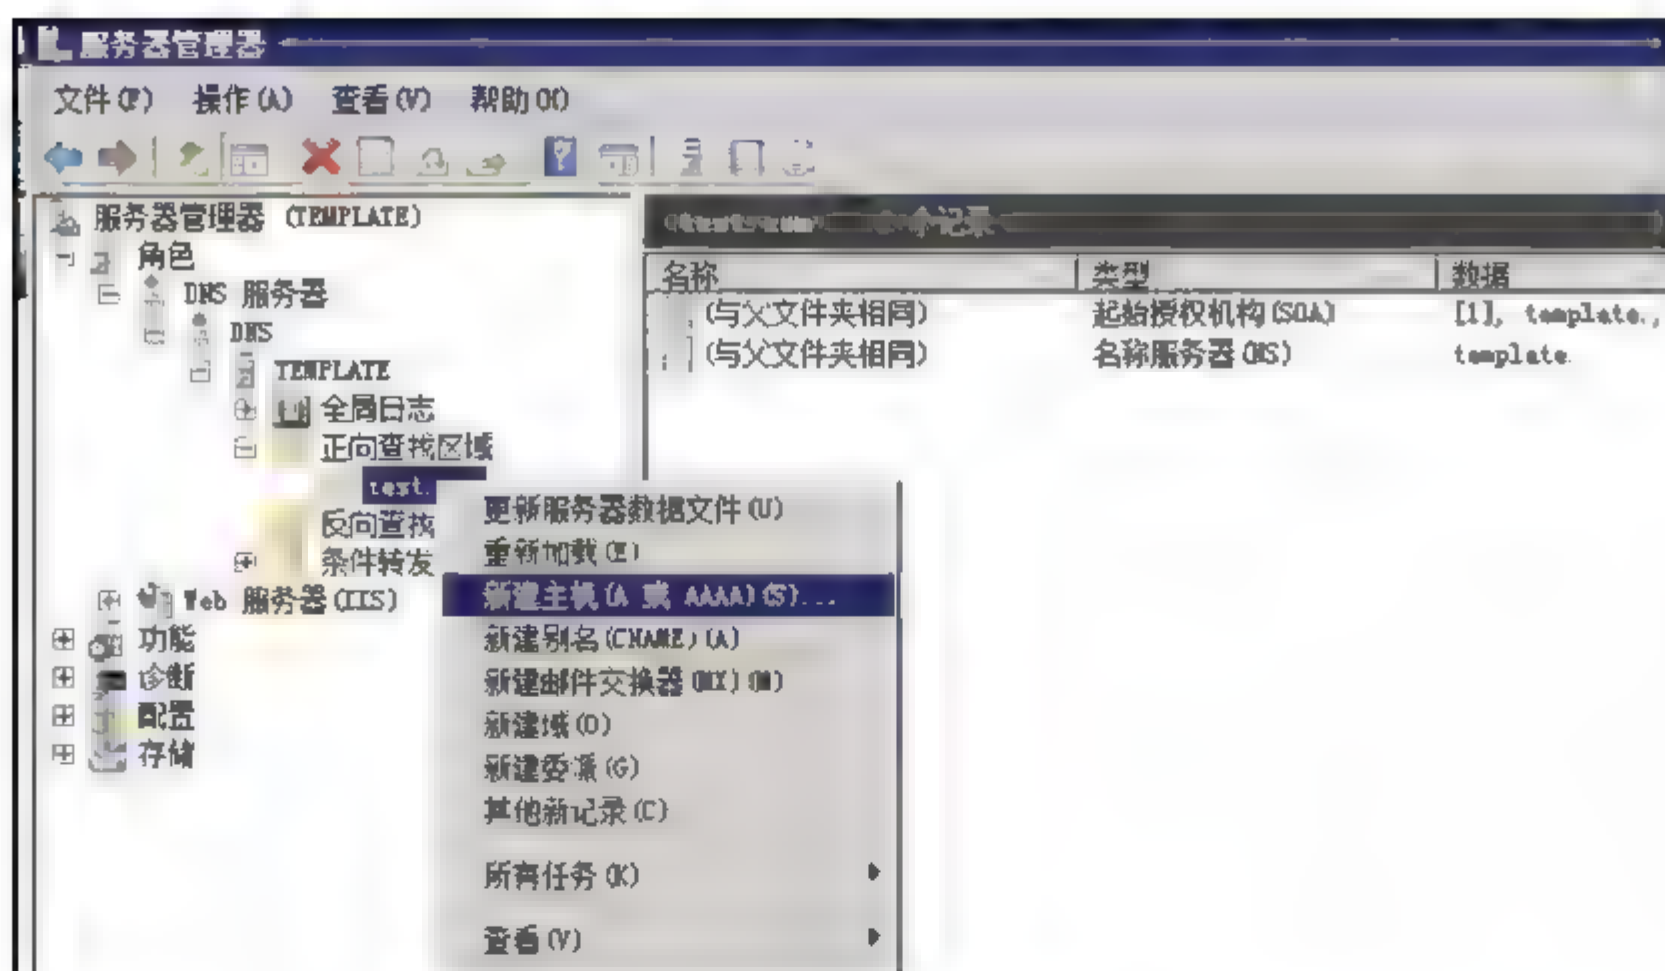 服务器管理器
文件(F) 操作(A) 查看(V) 帮助(H)
服务器管理器 (TEMPLATE)
角色
DNS 服务器
DNS
TEMPLATE
全局日志
正向查找区域
test.
反向查找
条件转发
Web 服务器(IIS)
功能
诊断
配置
存储
个记录
名称 类型 数据
(与父文件夹相同) 起始授权机构(SOA) [1], template.,
(与父文件夹相同) 名称服务器(NS) template.
更新服务器数据文件(U)
重新加载(E)
新建主机(A 或 AAAA)(S)...
新建别名(CNAME)(A)
新建邮件交换器(MX)(M)
新建域(O)
新建委派(G)
其他新记录(C)
所有任务(K)
查看(V)